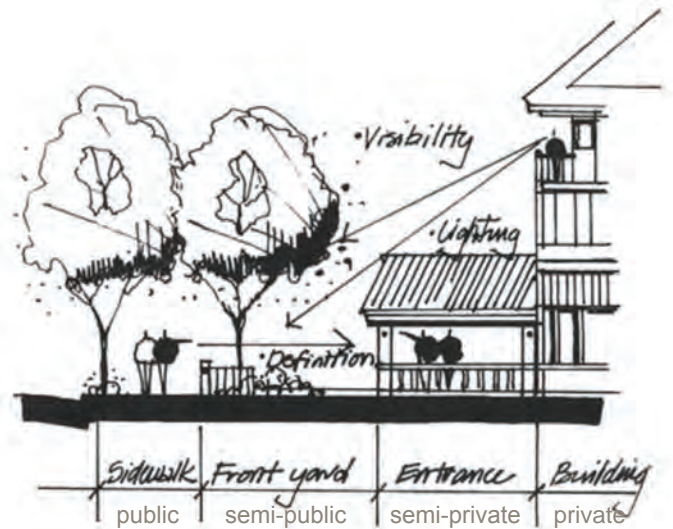 •Visibility
•Lighting
•Definition
Sidewalk Front yard Entrance Building
public semi-public semi-private private